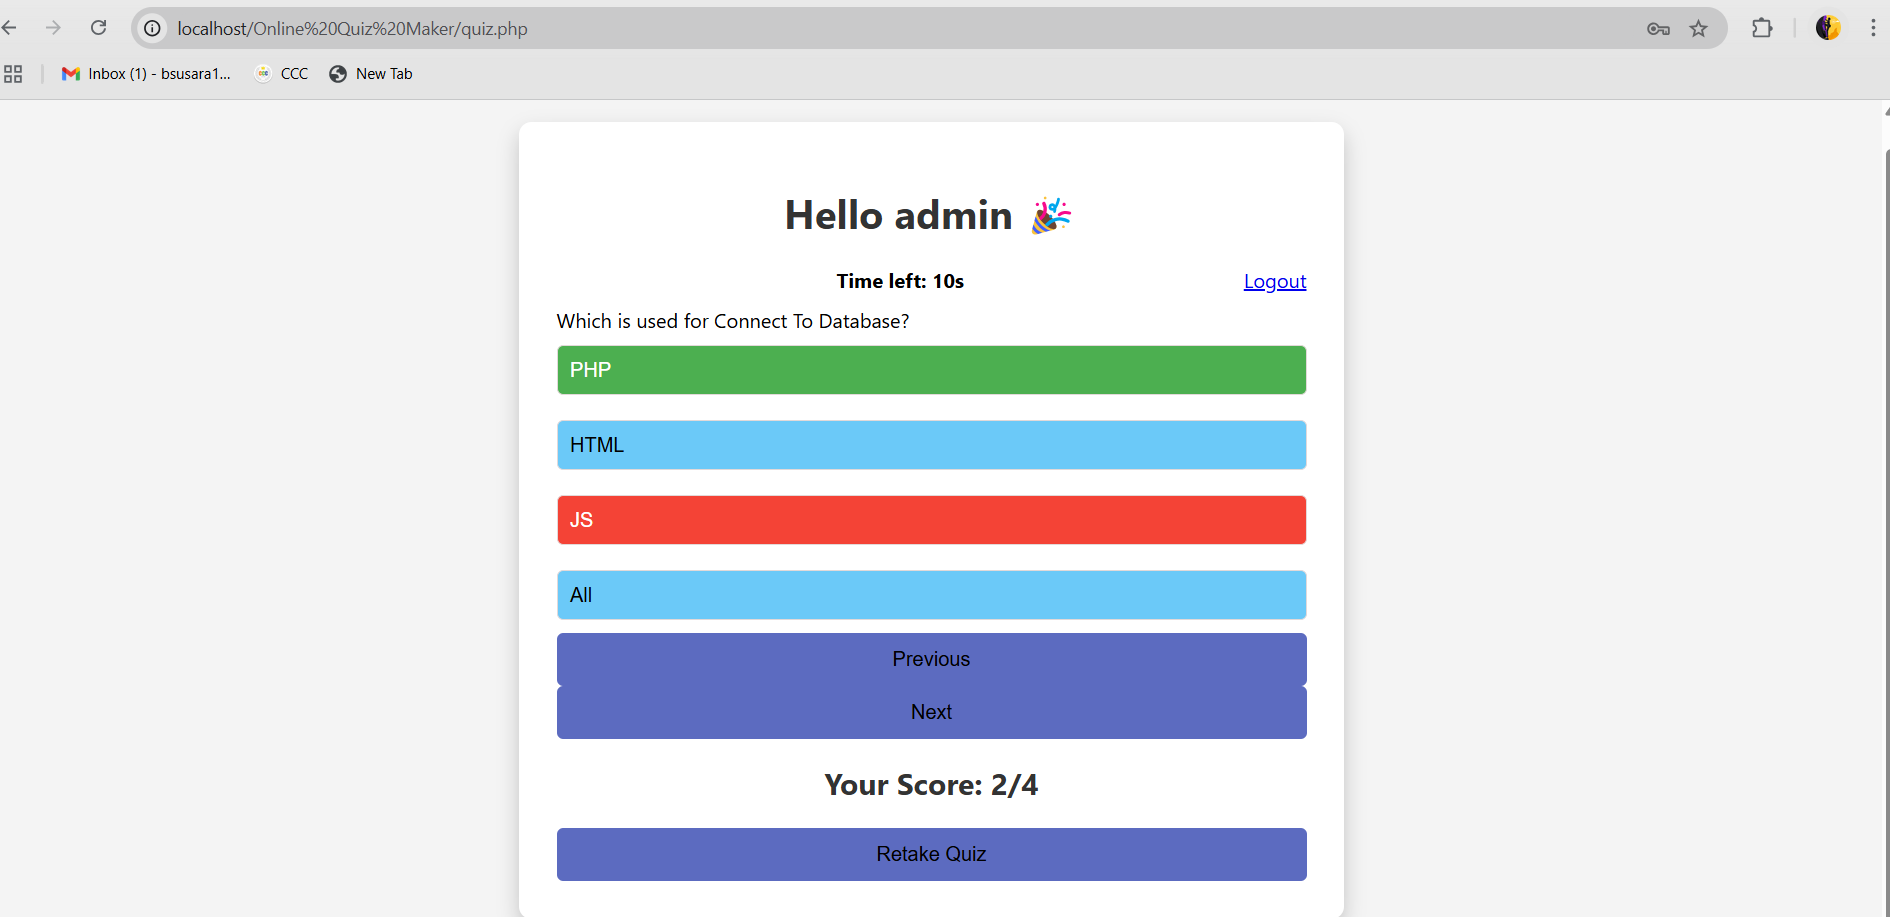 localhost/Online%20Quiz%20Maker/quiz.php
Inbox (1) - bsusara1... CCC New Tab
Hello admin 🎉
Time left: 10s Logout
Which is used for Connect To Database?
PHP
HTML
JS
All
Previous
Next
Your Score: 2/4
Retake Quiz